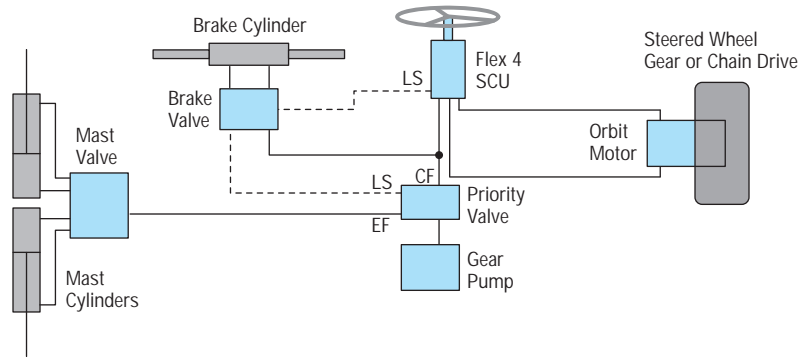 Brake Cylinder
Flex 4
SCU
Steered Wheel
Gear or Chain Drive
LS
Brake
Valve
Orbit
Motor
Mast
Valve
LS
CF
Priority
Valve
EF
Gear
Pump
Mast
Cylinders